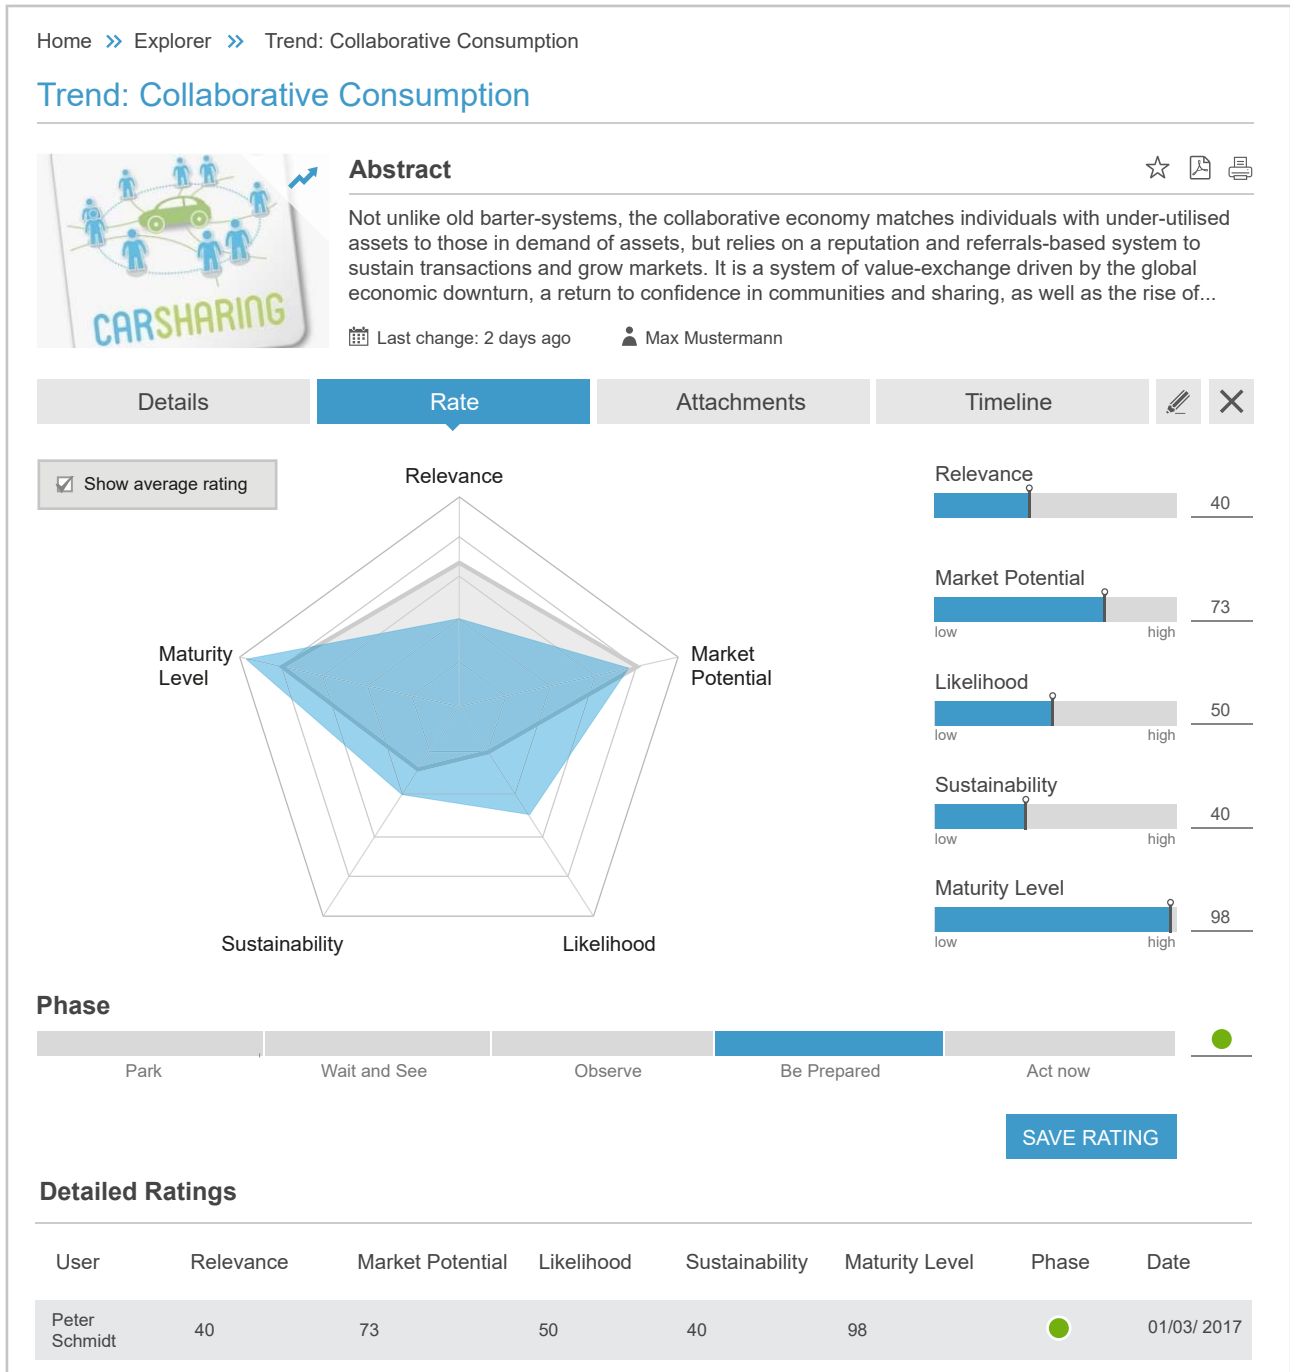 Home >> Explorer >> Trend: Collaborative Consumption
Trend: Collaborative Consumption
CARSHARING
Abstract
Not unlike old barter-systems, the collaborative economy matches individuals with under-utilised
assets to those in demand of assets, but relies on a reputation and referrals-based system to
sustain transactions and grow markets. It is a system of value-exchange driven by the global
economic downturn, a return to confidence in communities and sharing, as well as the rise of...
Last change: 2 days ago Max Mustermann
Details Rate Attachments Timeline
Show average rating
Relevance
Market
Potential
Likelihood
Sustainability
Maturity
Level
Relevance
40
Market Potential
73
low high
Likelihood
50
low high
Sustainability
40
low high
Maturity Level
98
low high
Phase
Park Wait and See Observe Be Prepared Act now
SAVE RATING
Detailed Ratings
User Relevance Market Potential Likelihood Sustainability Maturity Level Phase Date
Peter
Schmidt
40 73 50 40 98 01/03/ 2017